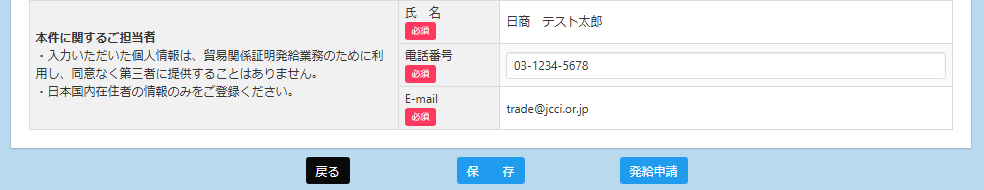 本件に関するご担当者
・入力いただいた個人情報は、貿易関係証明発給業務のために利
用し、同意なく第三者に提供することはありません。
・日本国内在住者の情報のみをご登録ください。
氏　名
必須
日商　テスト太郎
電話番号
必須
03-1234-5678
E-mail
必須
trade@jcci.or.jp
戻る
保　　存
発給申請